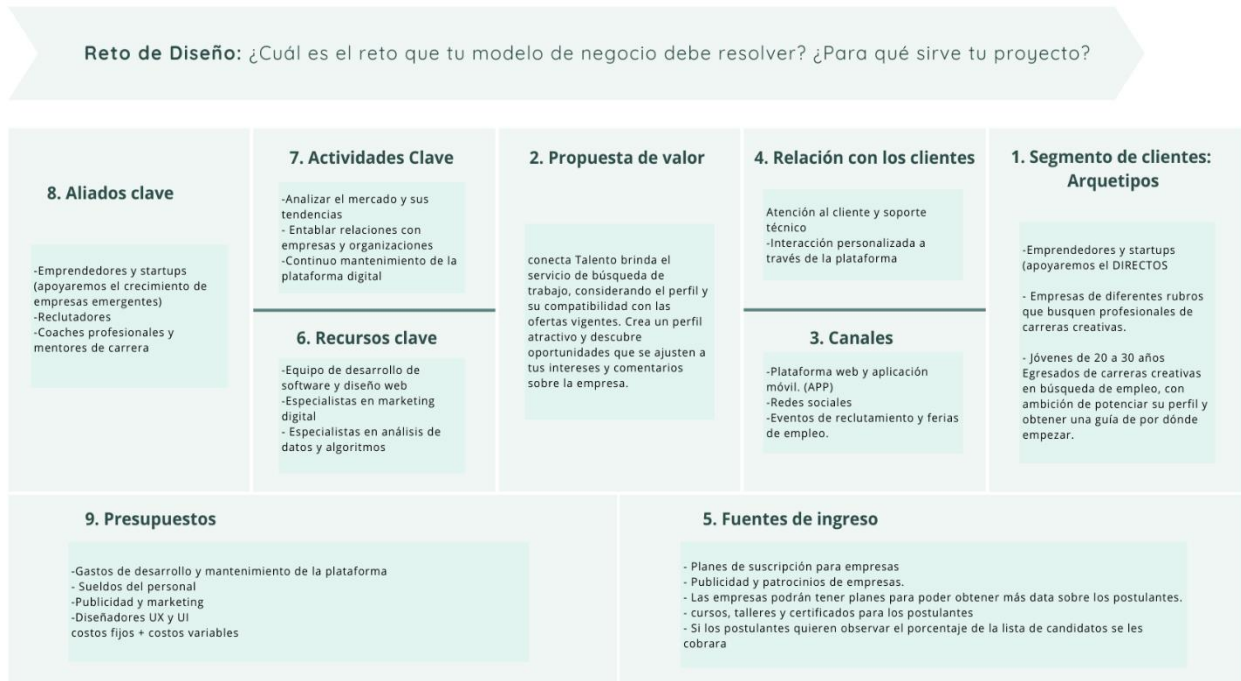 Reto de Diseño: ¿Cuál es el reto que tu modelo de negocio debe resolver? ¿Para qué sirve tu proyecto?
8. Aliados clave
-Emprendedores y startups
(apoyaremos el crecimiento de
empresas emergentes)
-Reclutadores
-Coaches profesionales y
mentores de carrera
7. Actividades Clave
-Analizar el mercado y sus
tendencias
- Entablar relaciones con
empresas y organizaciones
-Continuo mantenimiento de la
plataforma digital
6. Recursos clave
-Equipo de desarrollo de
software y diseño web
-Especialistas en marketing
digital
- Especialistas en análisis de
datos y algoritmos
2. Propuesta de valor
conecta Talento brinda el
servicio de búsqueda de
trabajo, considerando el perfil y
su compatibilidad con las
ofertas vigentes. Crea un perfil
atractivo y descubre
oportunidades que se ajusten a
tus intereses y comentarios
sobre la empresa.
4. Relación con los clientes
Atención al cliente y soporte
técnico
-Interacción personalizada a
través de la plataforma
3. Canales
-Plataforma web y aplicación
móvil. (APP)
-Redes sociales
-Eventos de reclutamiento y ferias
de empleo.
1. Segmento de clientes:
Arquetipos
-Emprendedores y startups
(apoyaremos el DIRECTOS
- Empresas de diferentes rubros
que busquen profesionales de
carreras creativas.
- Jóvenes de 20 a 30 años
Egresados de carreras creativas
en búsqueda de empleo, con
ambición de potenciar su perfil y
obtener una guía de por dónde
empezar.
9. Presupuestos
-Gastos de desarrollo y mantenimiento de la plataforma
- Sueldos del personal
-Publicidad y marketing
-Diseñadores UX y UI
costos fijos + costos variables
5. Fuentes de ingreso
- Planes de suscripción para empresas
- Publicidad y patrocinios de empresas.
- Las empresas podrán tener planes para poder obtener más data sobre los postulantes.
- cursos, talleres y certificados para los postulantes
- Si los postulantes quieren observar el porcentaje de la lista de candidatos se les
cobrara